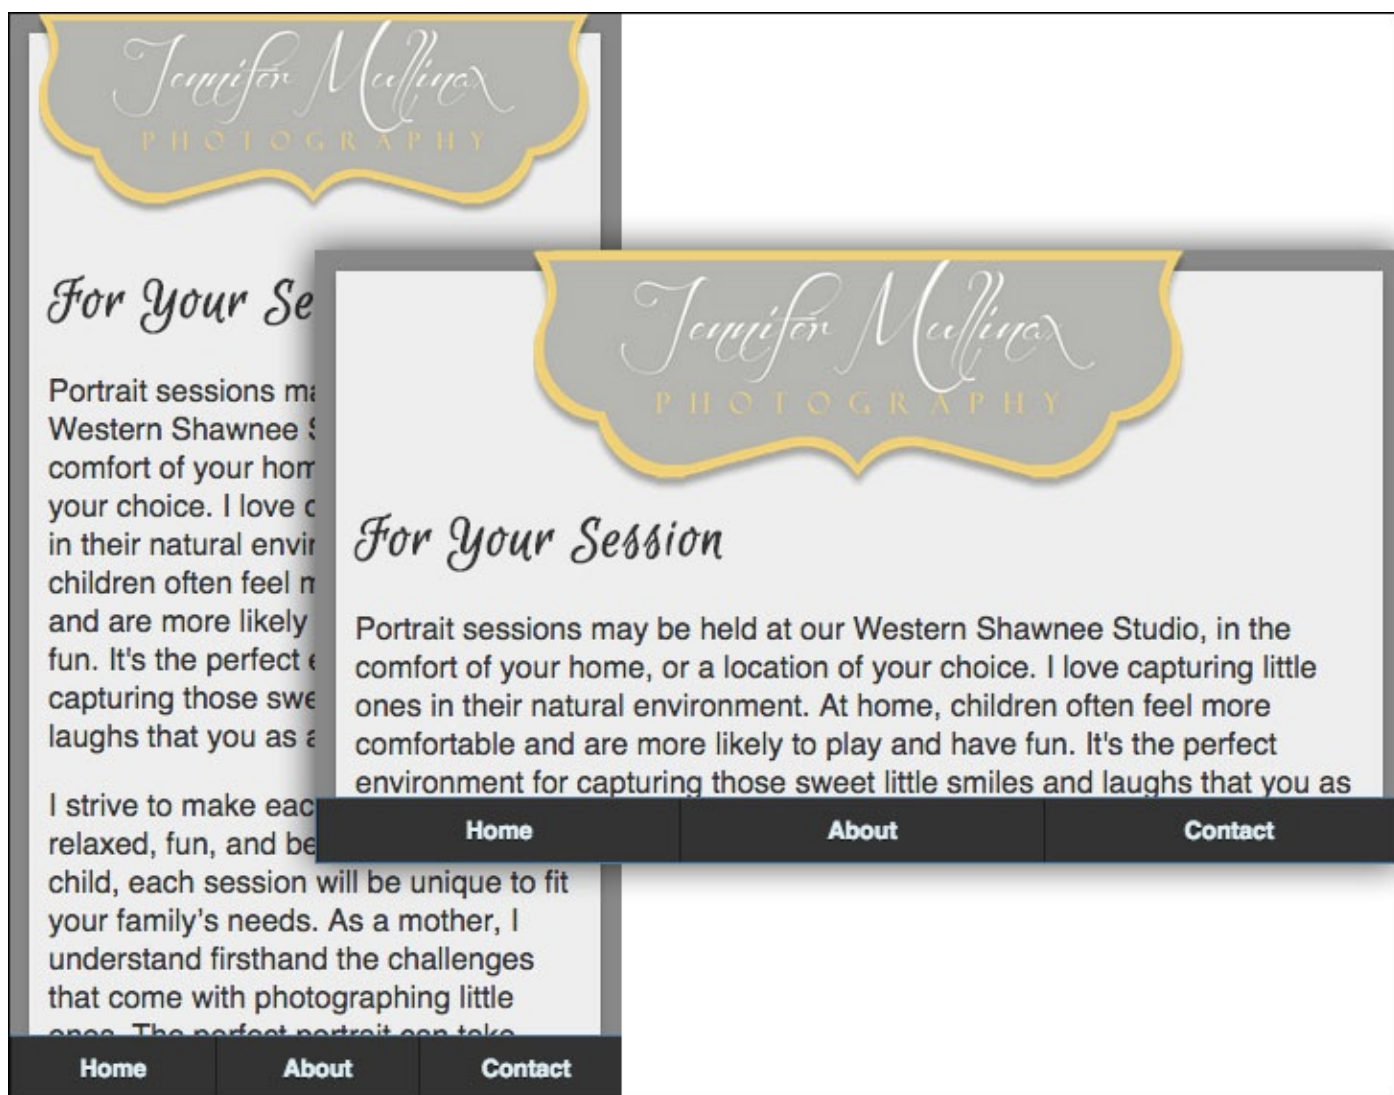 Jennifer Mullinax
PHOTOGRAPHY
For Your Se
Portrait sessions
Western Shawnee
comfort of your
your choice. I love
in their natural
children often feel
and are more likely
fun. It's the perfect
capturing those
laughs that you as
I strive to make
relaxed, fun, and
child, each session will be unique to fit
your family’s needs. As a mother, I
understand firsthand the challenges
that come with photographing little
ones. The perfect portrait can take
Home About Contact
Jennifer Mullinax
PHOTOGRAPHY
For Your Session
Portrait sessions may be held at our Western Shawnee Studio, in the
comfort of your home, or a location of your choice. I love capturing little
ones in their natural environment. At home, children often feel more
comfortable and are more likely to play and have fun. It's the perfect
environment for capturing those sweet little smiles and laughs that you as
Home About Contact